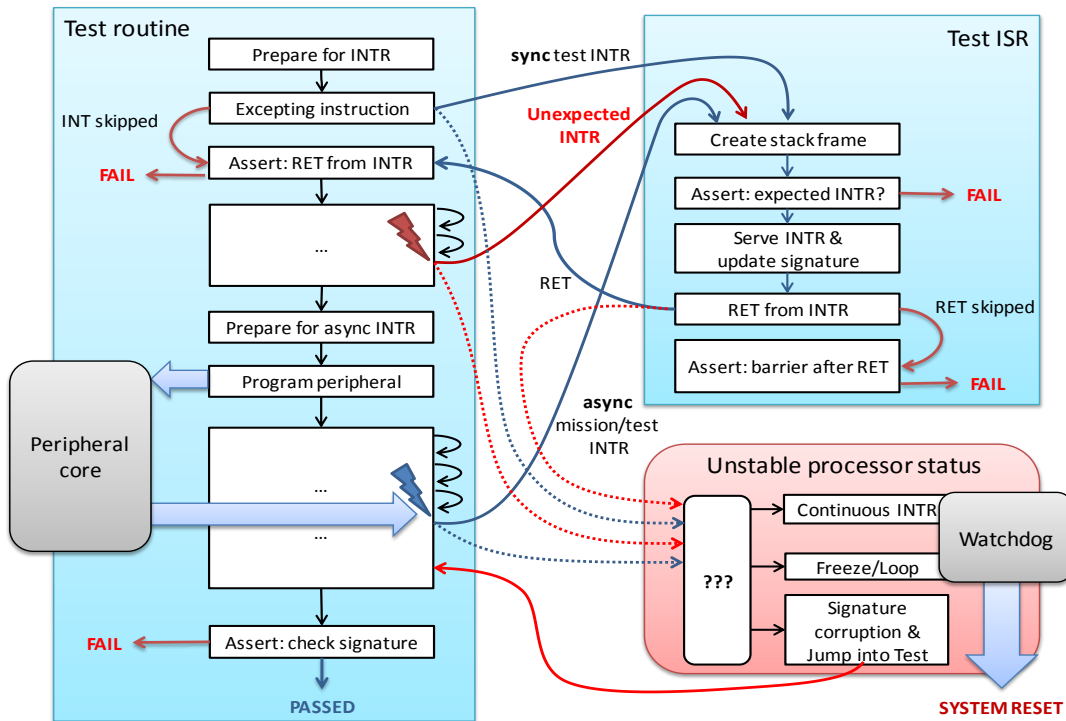 Test routine
Prepare for INTR
Excepting instruction
INT skipped
Assert: RET from INTR
FAIL
...
Prepare for async INTR
Program peripheral
Peripheral
core
...
...
Assert: check signature
FAIL
PASSED
sync test INTR
Unexpected
INTR
RET
async
mission/test
INTR
Test ISR
Create stack frame
Assert: expected INTR?
FAIL
Serve INTR &
update signature
RET from INTR
RET skipped
Assert: barrier after RET
FAIL
Unstable processor status
???
Continuous INTR
Freeze/Loop
Signature
corruption &
Jump into Test
Watchdog
SYSTEM RESET